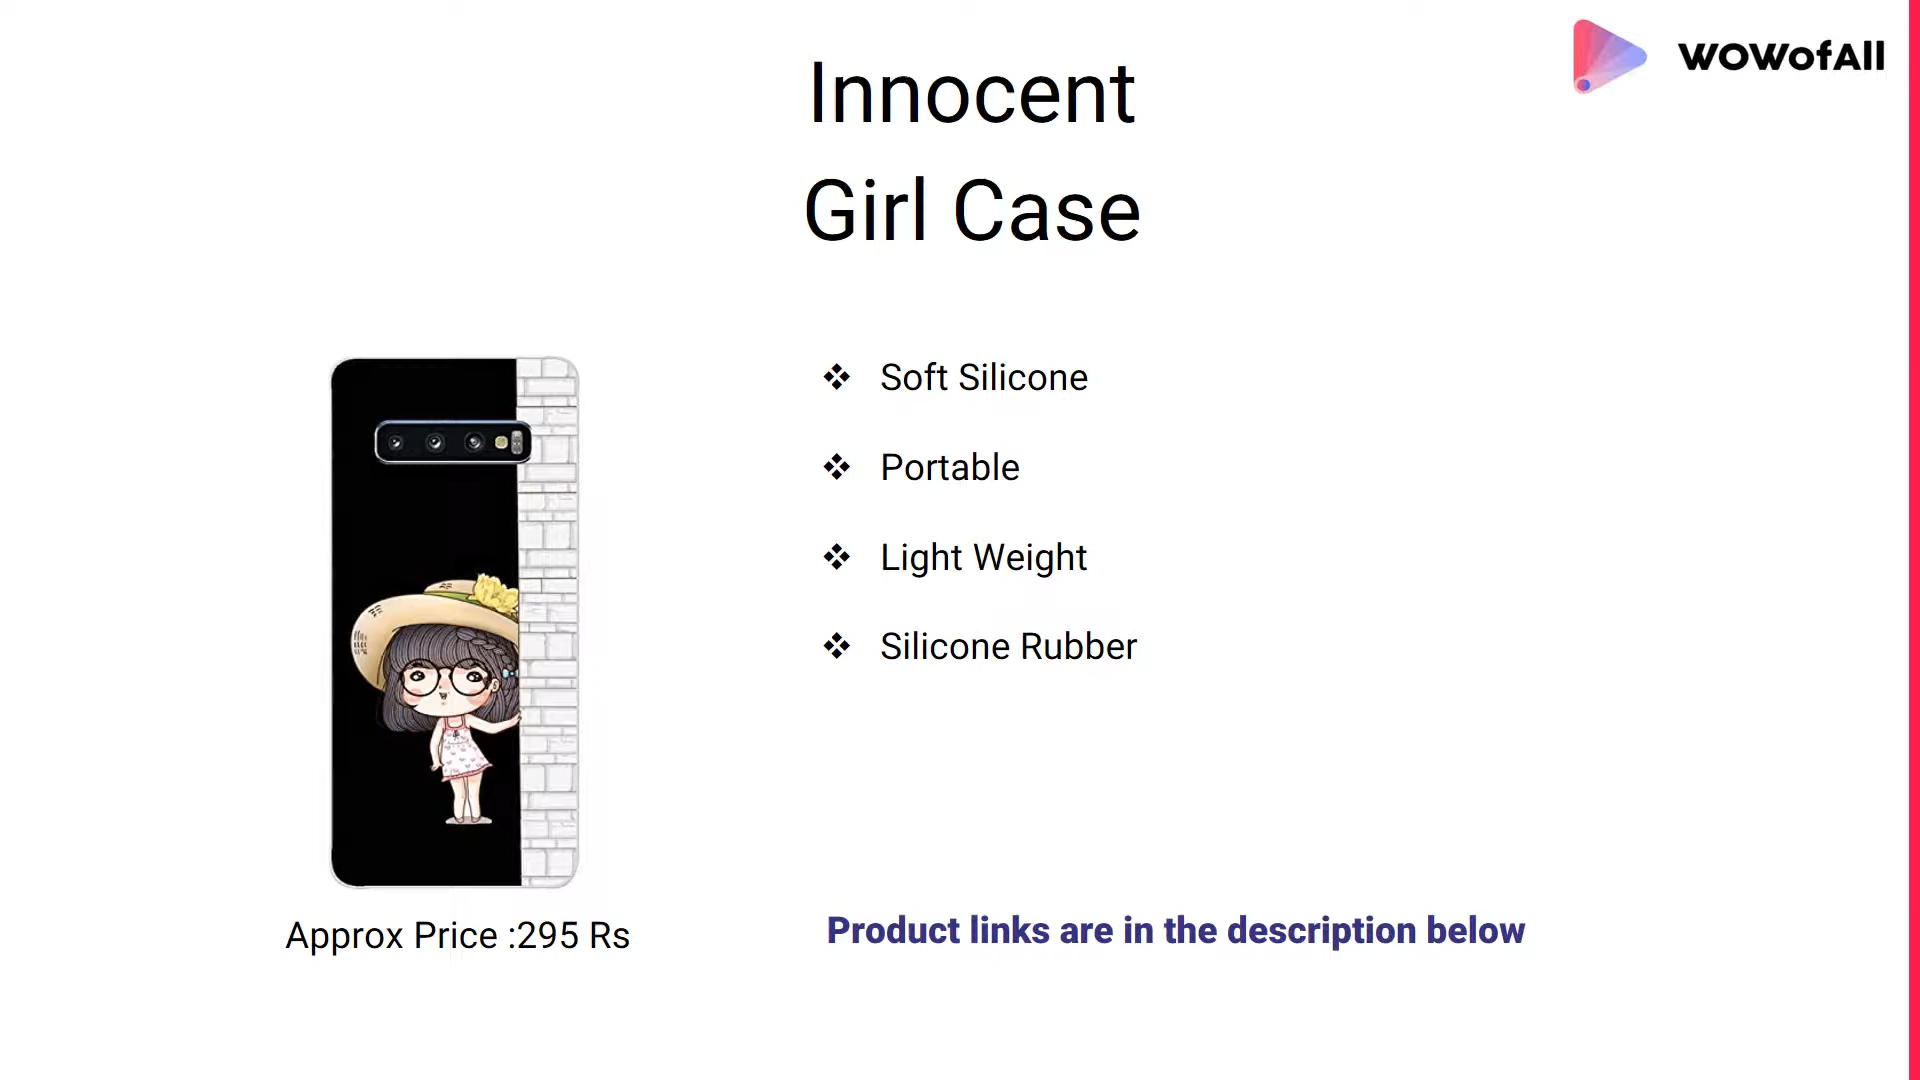 WOWofAll
Innocent
Girl Case
❖ Soft Silicone
❖ Portable
❖ Light Weight
❖ Silicone Rubber
Approx Price :295 Rs
Product links are in the description below